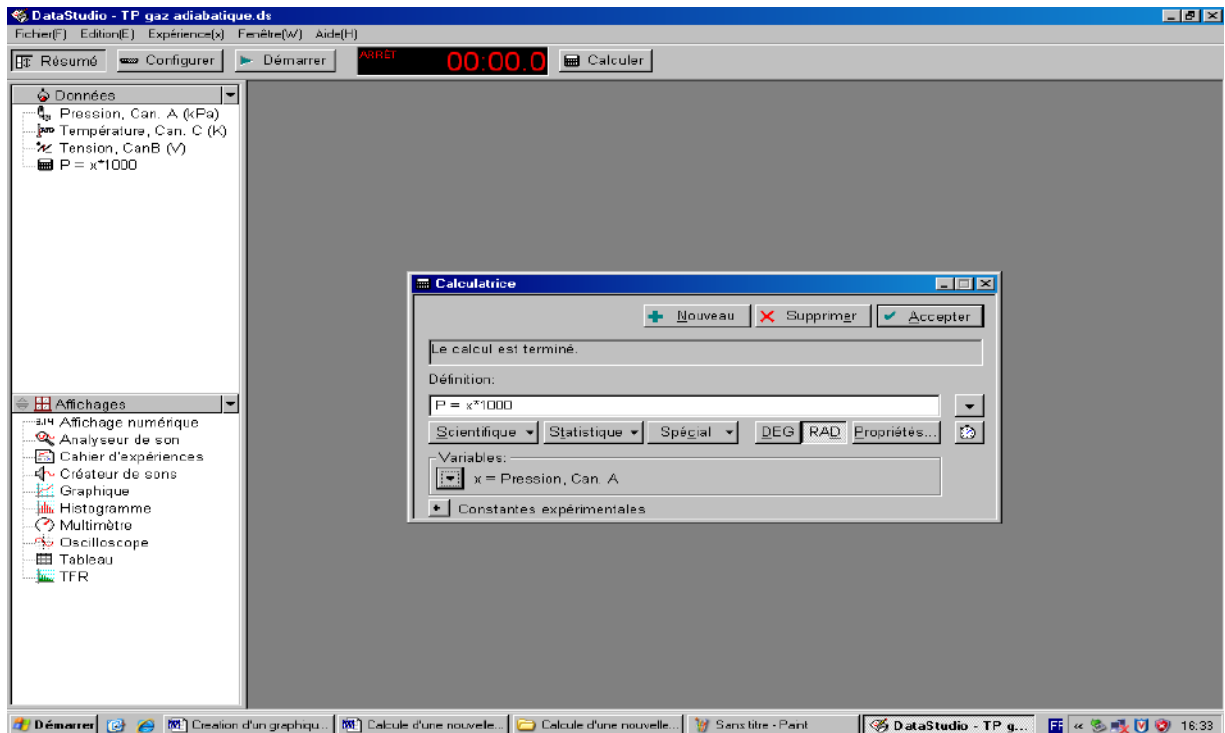 DataStudio - TP gaz adiabatique.ds
Fichier(F) Edition(E) Expérience(x) Fenêtre(W) Aide(H)
Résumé Configurer Démarrer ARRÊT 00:00.0 Calculer
Données
Pression, Can. A (kPa)
Température, Can. C (K)
Tension, CanB (V)
P = x*1000
Calculatrice
Nouveau Supprimer Accepter
Le calcul est terminé.
Définition:
P = x*1000
Scientifique Statistique Spécial DEG RAD Propriétés...
Variables:
x = Pression, Can. A
Constantes expérimentales
Affichages
3.14 Affichage numérique
Analyseur de son
Cahier d'expériences
Créateur de sons
Graphique
Histogramme
Multimètre
Oscilloscope
Tableau
TFR
Démarrer Creation d'un graphiqu... Calcule d'une nouvelle... Calcule d'une nouvelle... Sans titre - Paint DataStudio - TP g... FR « 16:33